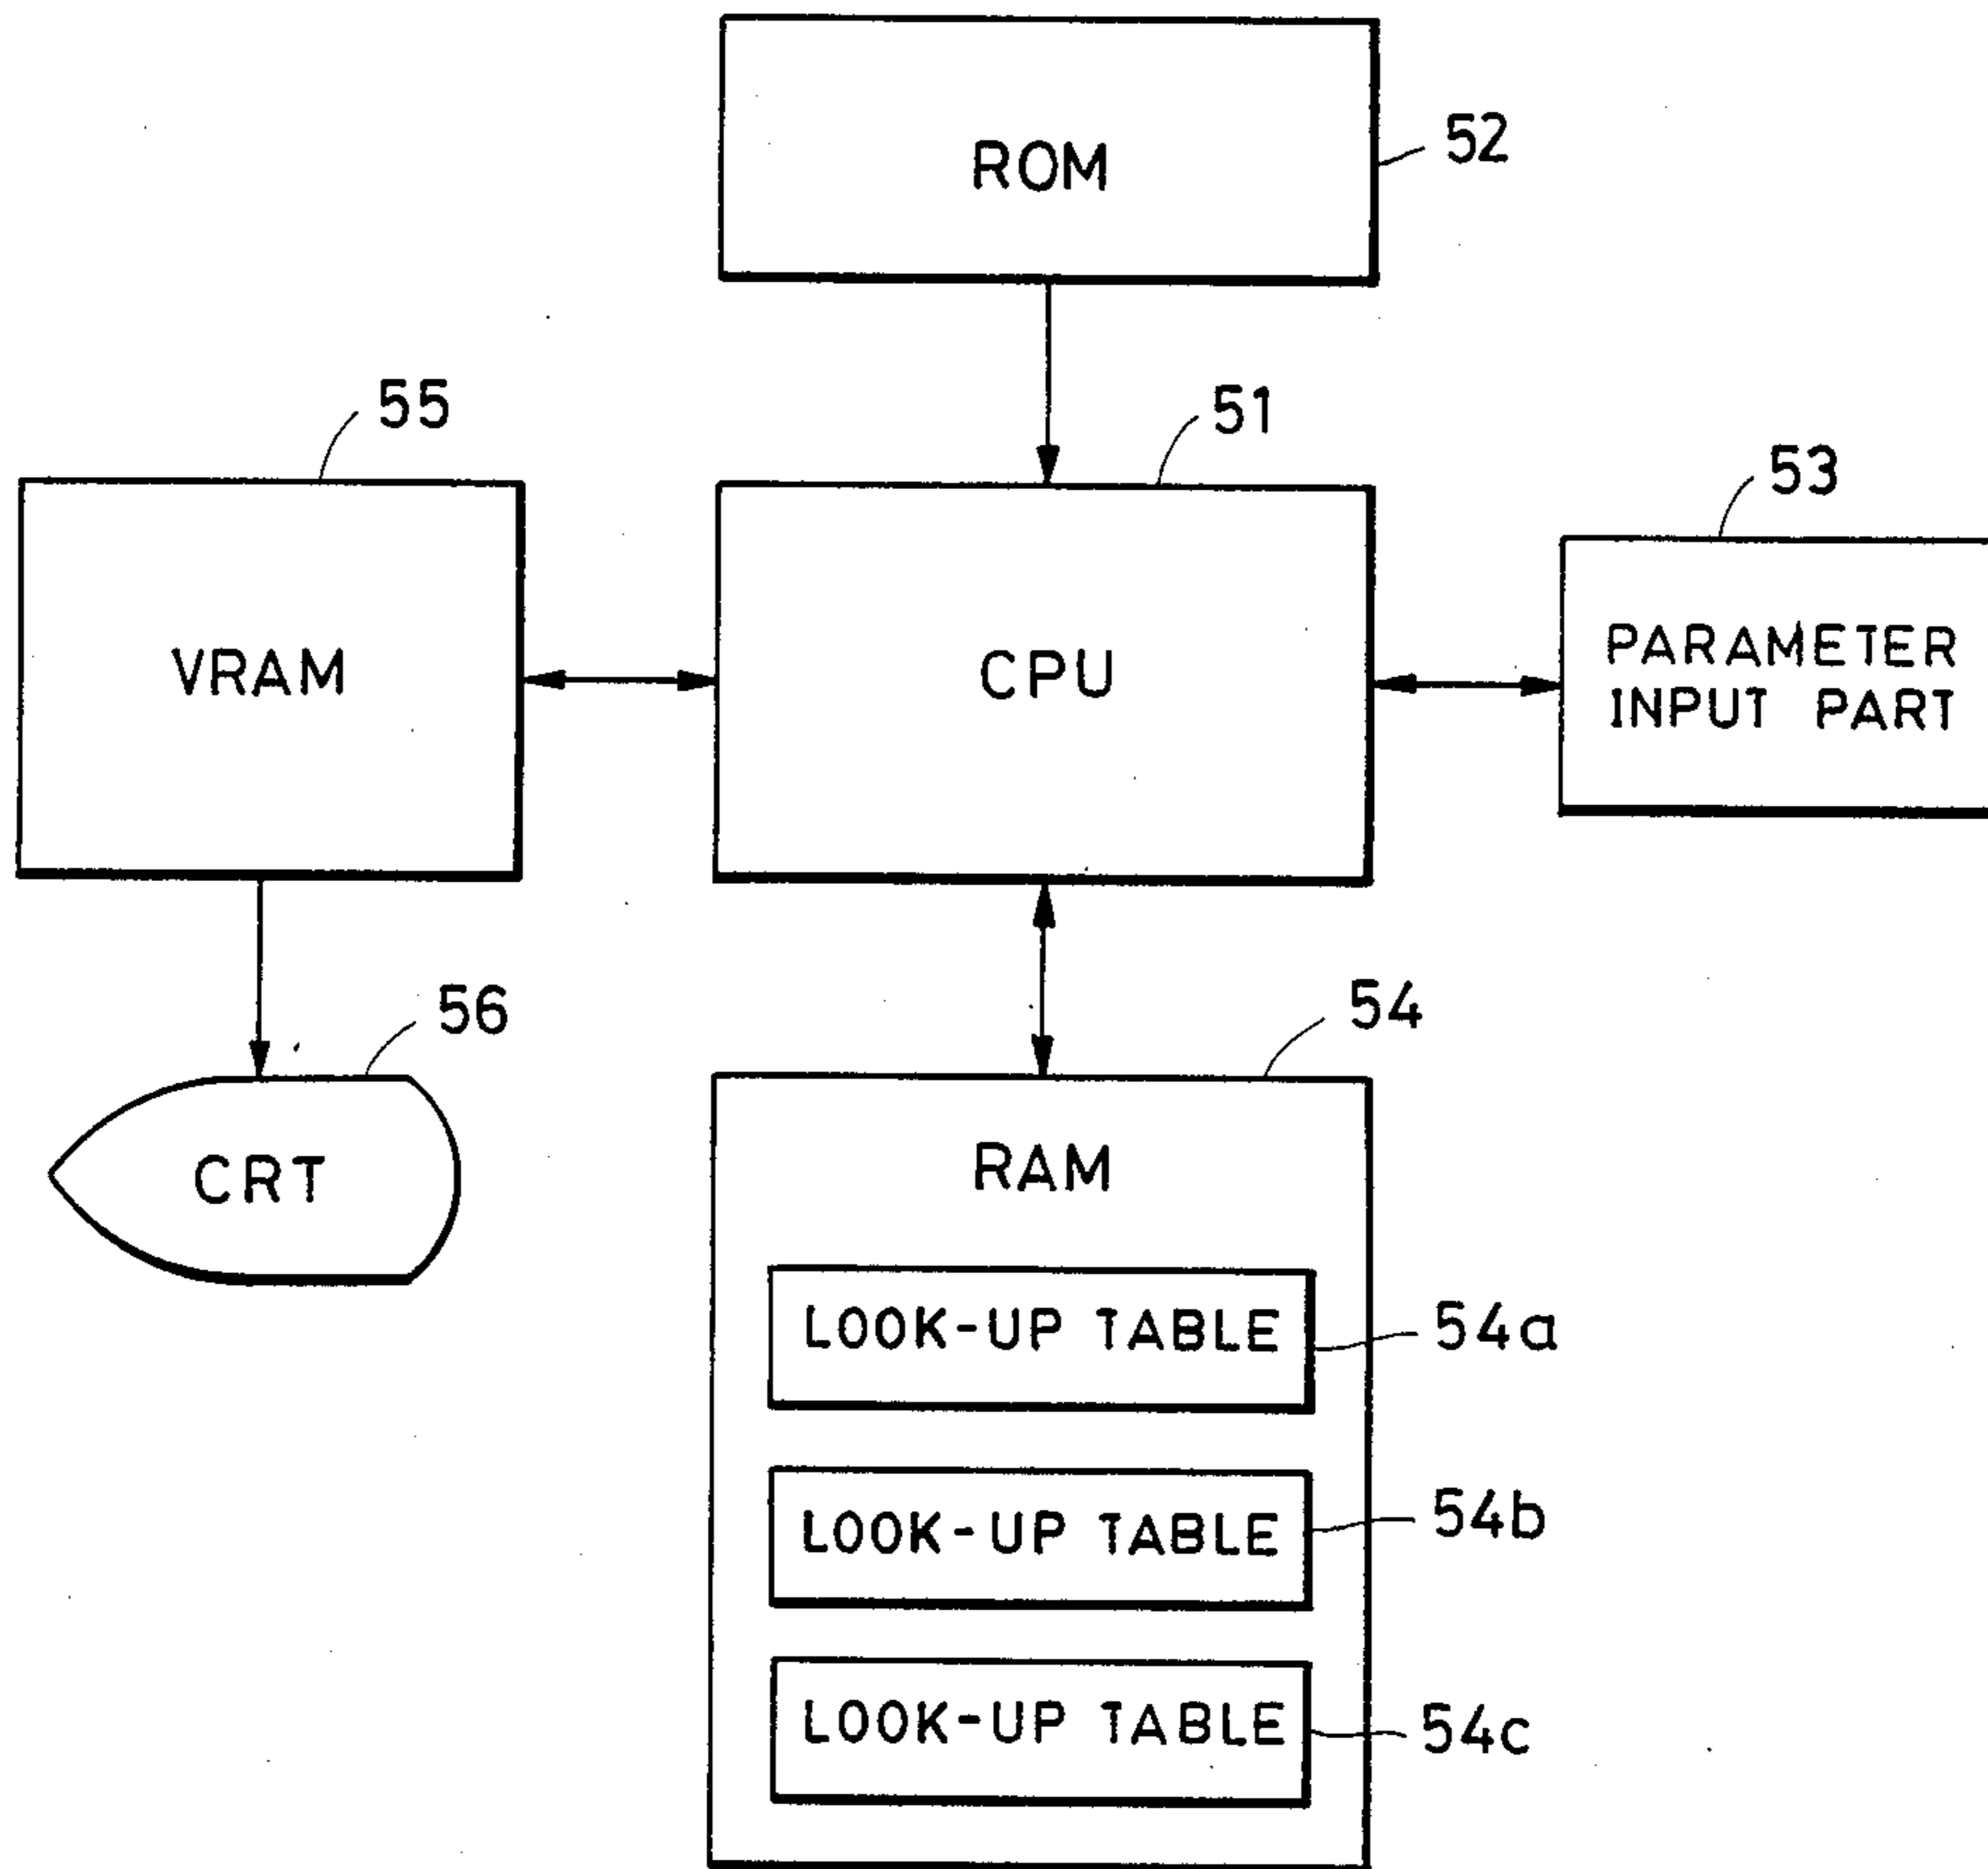 ROM
52
55
51
53
VRAM
CPU
PARAMETER
INPUT PART
56
54
CRT
RAM
LOOK-UP TABLE
54a
LOOK-UP TABLE
54b
LOOK-UP TABLE
54c